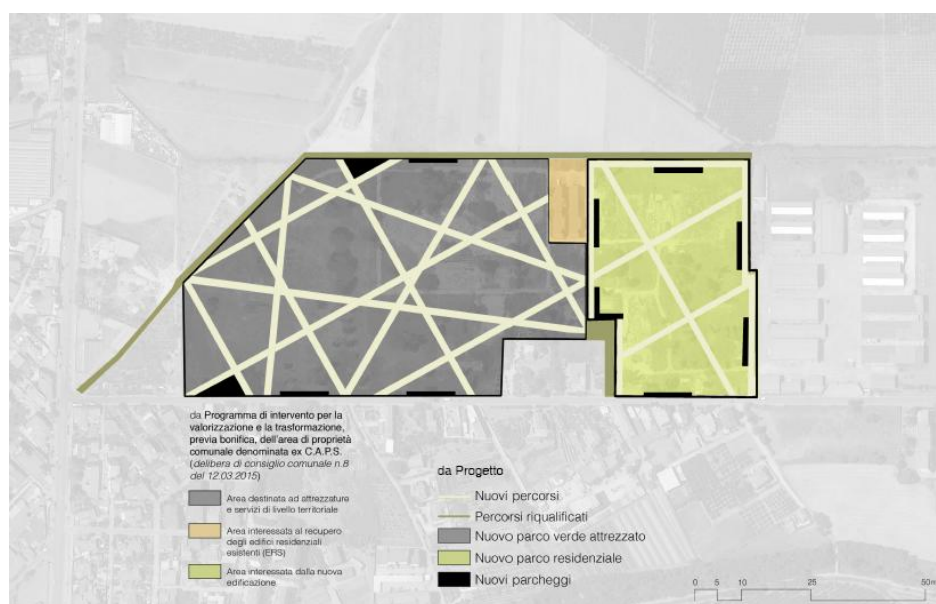 da Programma di intervento per la
valorizzazione e la trasformazione,
previa bonifica, dell'area di proprietà
comunale denominata ex C.A.P.S.
(delibera di consiglio comunale n.8
del 12.03.2015)
Area destinata ad attrezzature
e servizi di livello territoriale
Area interessata al recupero
degli edifici residenziali
esistenti (ERS)
Area interessata dalla nuova
edificazione
da Progetto
Nuovi percorsi
Percorsi riqualificati
Nuovo parco verde attrezzato
Nuovo parco residenziale
Nuovi parcheggi
0 5 10 25 50m